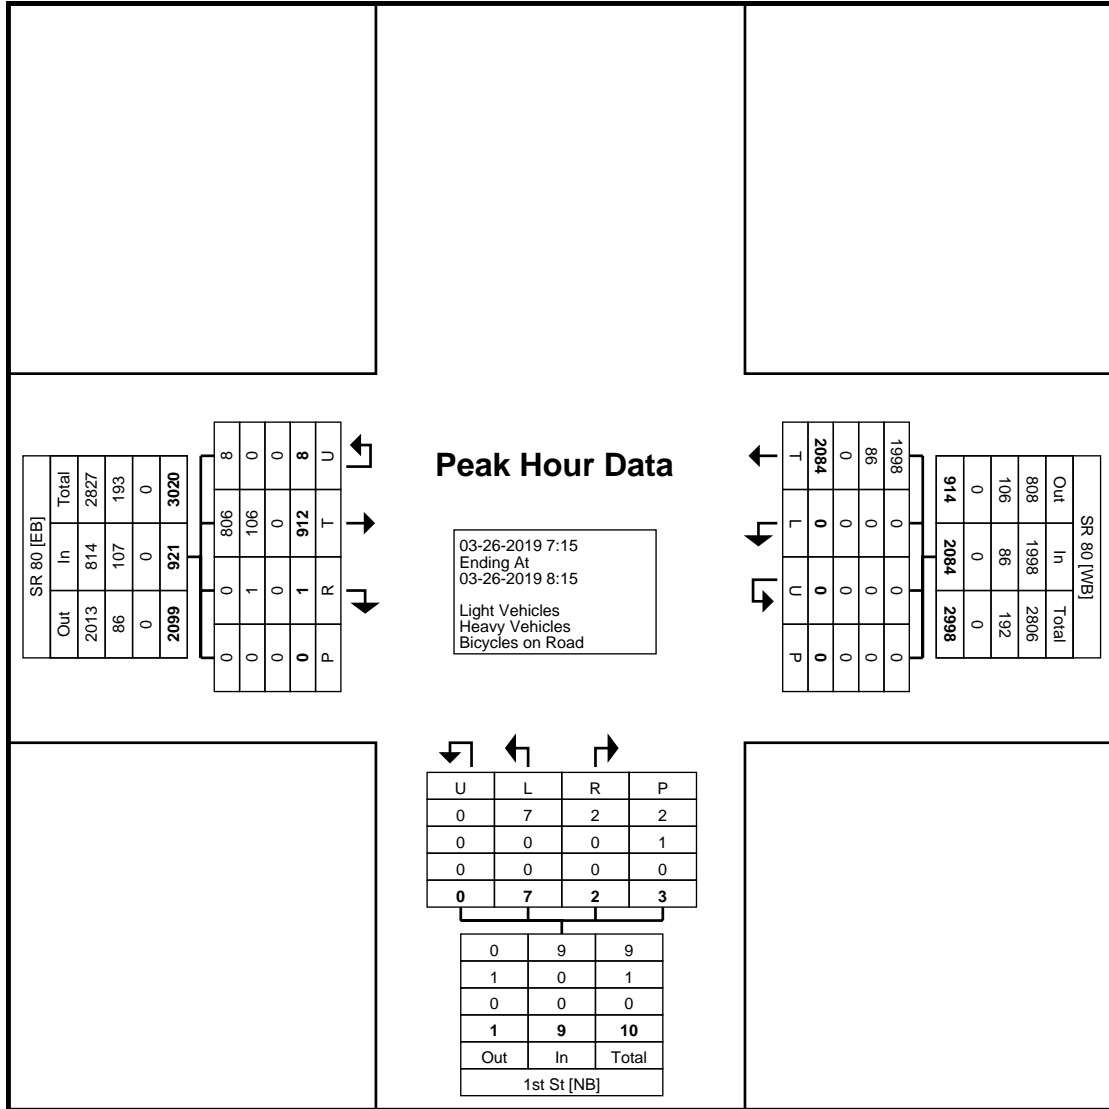 Peak Hour Data
03-26-2019 7:15
Ending At
03-26-2019 8:15
Light Vehicles
Heavy Vehicles
Bicycles on Road
SR 80 [EB]
Total 2827 193 0 3020
In 814 107 0 921
Out 2013 86 0 2099
8 0 0 8 U
806 106 0 912 T
0 1 0 1 R
0 0 0 0 P
T 2084 0 86 1998
L 0 0 0 0
U 0 0 0 0
P 0 0 0 0
914 0 106 808 Out
2084 0 86 1998 In
2998 0 192 2806 Total
SR 80 [WB]
U L R P
0 7 2 2
0 0 0 1
0 0 0 0
0 7 2 3
0 9 9
1 0 1
0 0 0
1 9 10
Out In Total
1st St [NB]